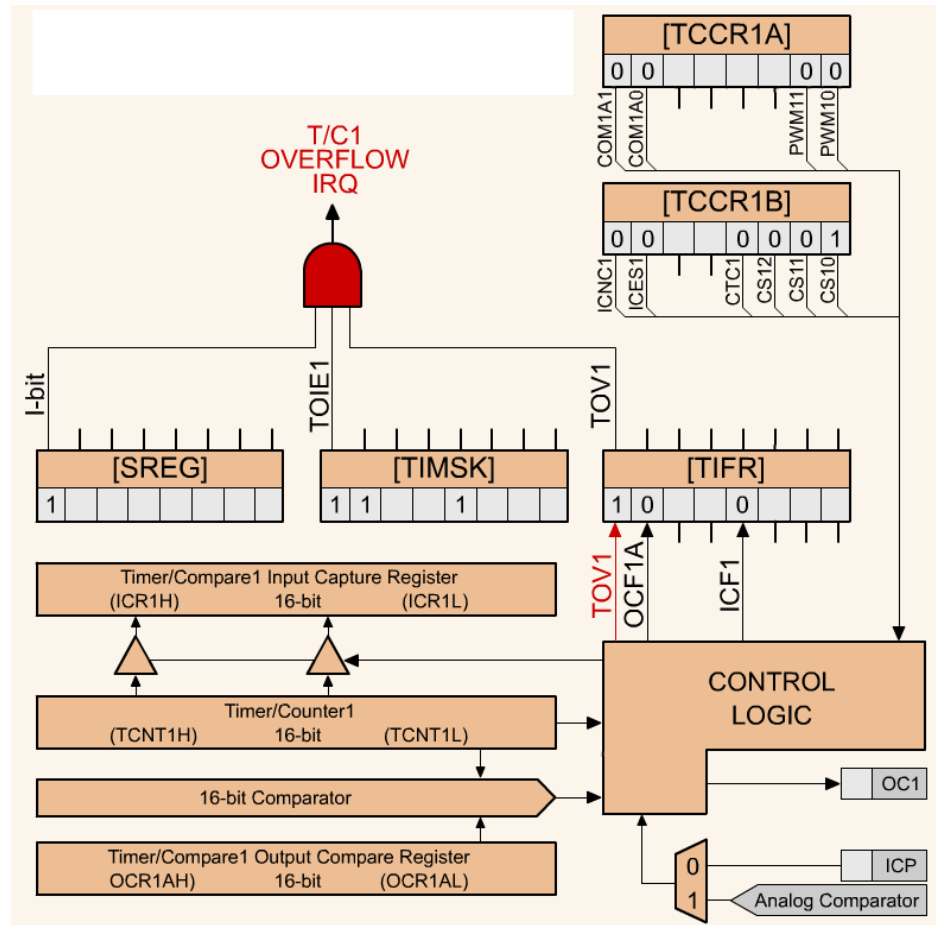 [TCCR1A]
0 0 0 0
COM1A1
COM1A0
PWM11
PWM10
T/C1
OVERFLOW
IRQ
[TCCR1B]
0 0 0 0 0 1
ICNC1
ICES1
CTC1
CS12
CS11
CS10
I-bit
TOIE1
TOV1
[SREG]
1
[TIMSK]
1 1 1
[TIFR]
1 0 0
TOV1
OCF1A
ICF1
Timer/Compare1 Input Capture Register
(ICR1H) 16-bit (ICR1L)
CONTROL
LOGIC
Timer/Counter1
(TCNT1H) 16-bit (TCNT1L)
16-bit Comparator
OC1
Timer/Compare1 Output Compare Register
OCR1AH) 16-bit (OCR1AL)
0
ICP
1
Analog Comparator